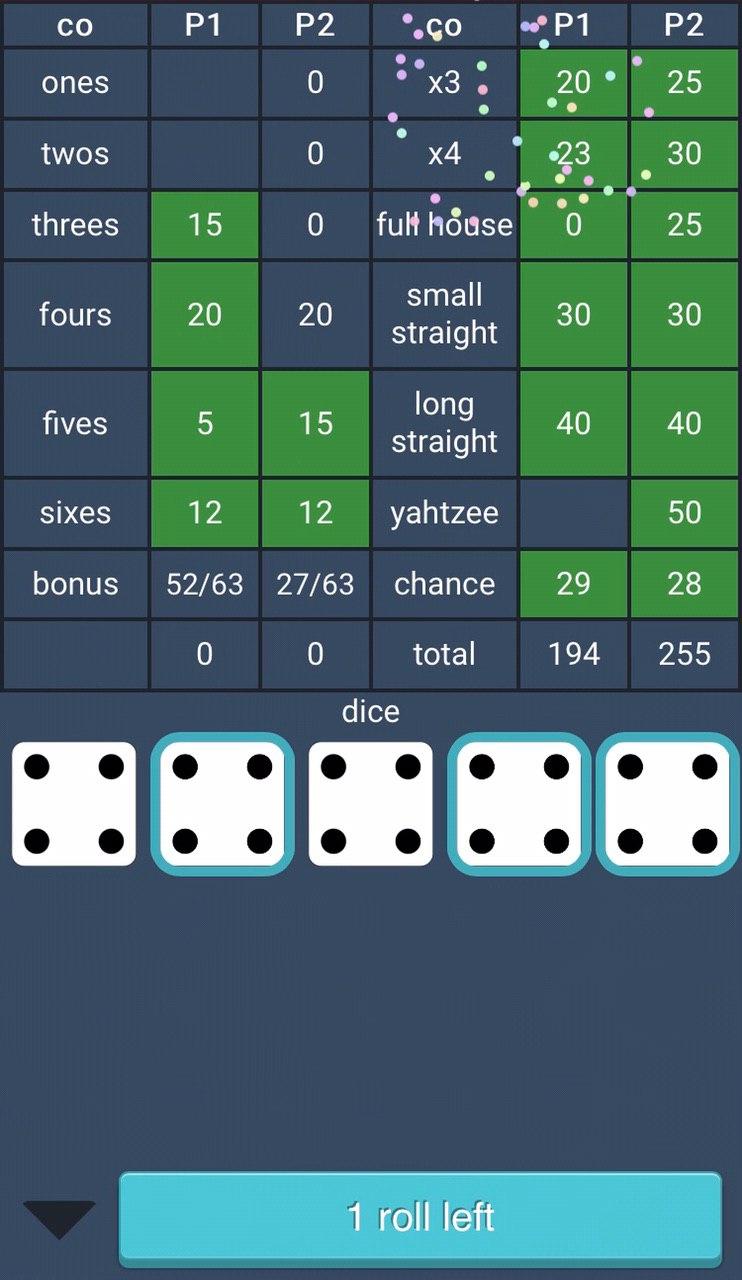 co P1 P2 co P1 P2
ones 0 x3 20 25
twos 0 x4 23 30
threes 15 0 full house 0 25
fours 20 20 small straight 30 30
fives 5 15 long straight 40 40
sixes 12 12 yahtzee 50
bonus 52/63 27/63 chance 29 28
0 0 total 194 255
dice
1 roll left